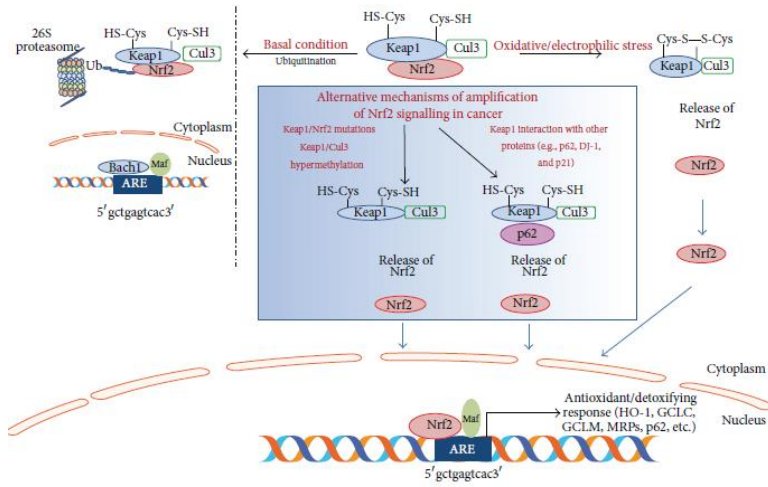 26S
proteasome
HS-Cys
Cys-SH
Keap1
Cul3
Ub
Nrf2
Cytoplasm
Nucleus
Bach1
Maf
ARE
5'gctgagtcac3'
Basal condition
Ubiquitination
HS-Cys
Cys-SH
Keap1
Cul3
Nrf2
Oxidative/electrophilic stress
Cys-S—S-Cys
Keap1
Cul3
Release of
Nrf2
Nrf2
Nrf2
Alternative mechanisms of amplification
of Nrf2 signalling in cancer
Keap1/Nrf2 mutations
Keap1/Cul3
hypermethylation
HS-Cys
Cys-SH
Keap1
Cul3
Release of
Nrf2
Nrf2
Keap1 interaction with other
proteins (e.g., p62, DJ-1,
and p21)
HS-Cys
Cys-SH
Keap1
Cul3
p62
Release of
Nrf2
Nrf2
Cytoplasm
Nucleus
Nrf2
Maf
ARE
5'gctgagtcac3'
Antioxidant/detoxifying
response (HO-1, GCLC,
GCLM, MRPs, p62, etc.)